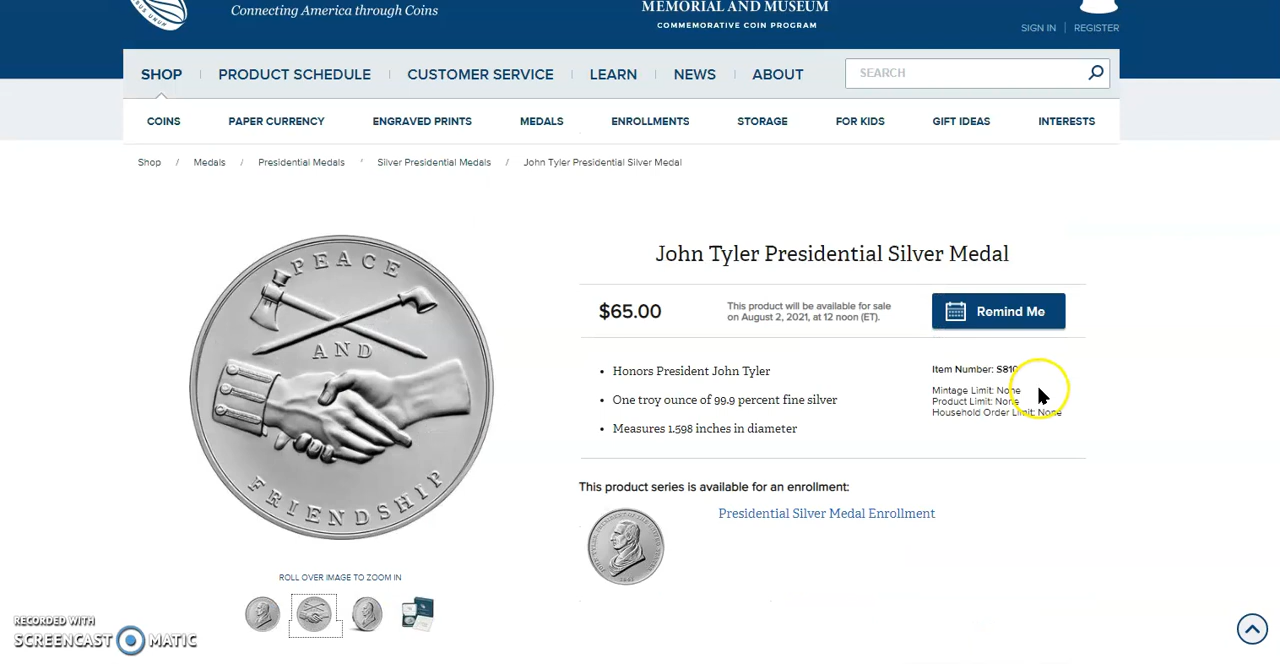 Connecting America through Coins
MEMORIAL AND MUSEUM
COMMEMORATIVE COIN PROGRAM
SIGN IN | REGISTER
SHOP
PRODUCT SCHEDULE
CUSTOMER SERVICE
LEARN
NEWS
ABOUT
SEARCH
COINS
PAPER CURRENCY
ENGRAVED PRINTS
MEDALS
ENROLLMENTS
STORAGE
FOR KIDS
GIFT IDEAS
INTERESTS
Shop / Medals / Presidential Medals / Silver Presidential Medals / John Tyler Presidential Silver Medal
PEACE
AND
FRIENDSHIP
ROLL OVER IMAGE TO ZOOM IN
John Tyler Presidential Silver Medal
$65.00
This product will be available for sale
on August 2, 2021, at 12 noon (ET).
Remind Me
• Honors President John Tyler
• One troy ounce of 99.9 percent fine silver
• Measures 1.598 inches in diameter
Item Number:
Mintage Limit: None
Product Limit: None
Household Order Limit: None
This product series is available for an enrollment:
Presidential Silver Medal Enrollment
RECORDED WITH
SCREENCAST MATIC